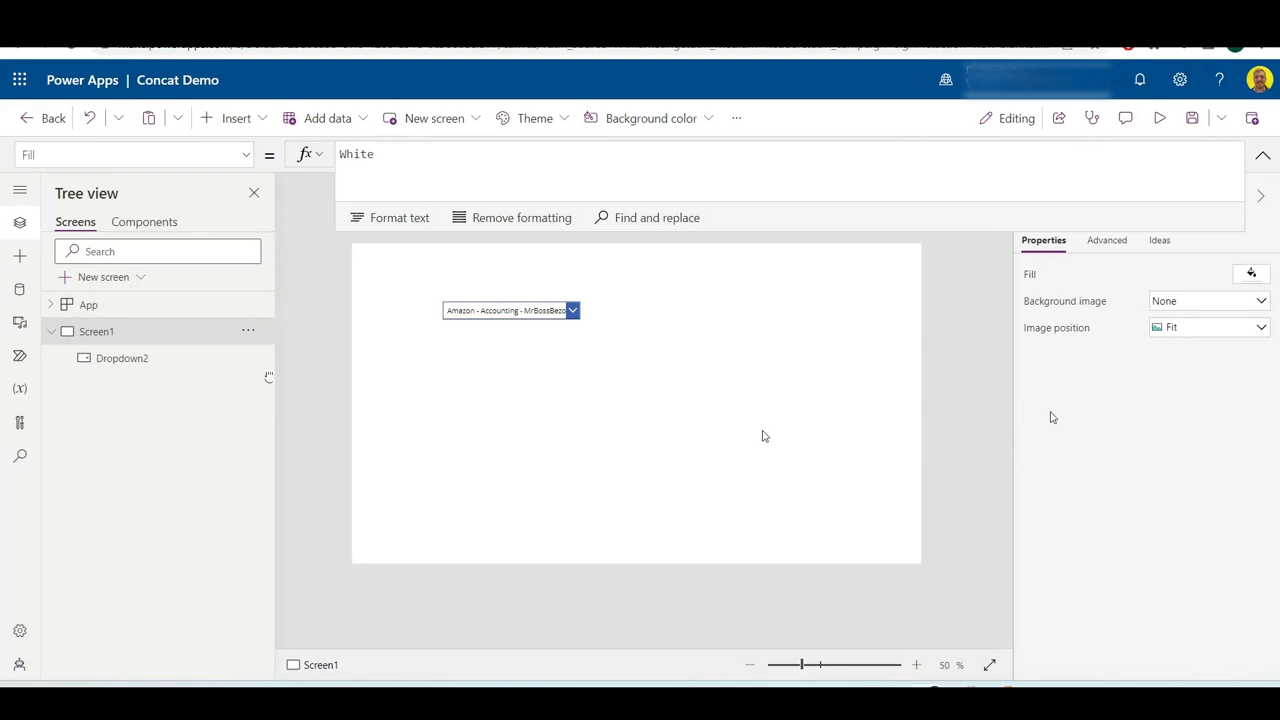 Power Apps | Concat Demo
Back
Insert
Add data
New screen
Theme
Background color
Editing
Fill
=
fx
White
Tree view
Format text
Remove formatting
Find and replace
Screens
Components
Search
New screen
App
Screen1
Dropdown2
Amazon - Accounting - MrBossBezo
Properties
Advanced
Ideas
Fill
Background image
None
Image position
Fit
Screen1
50 %